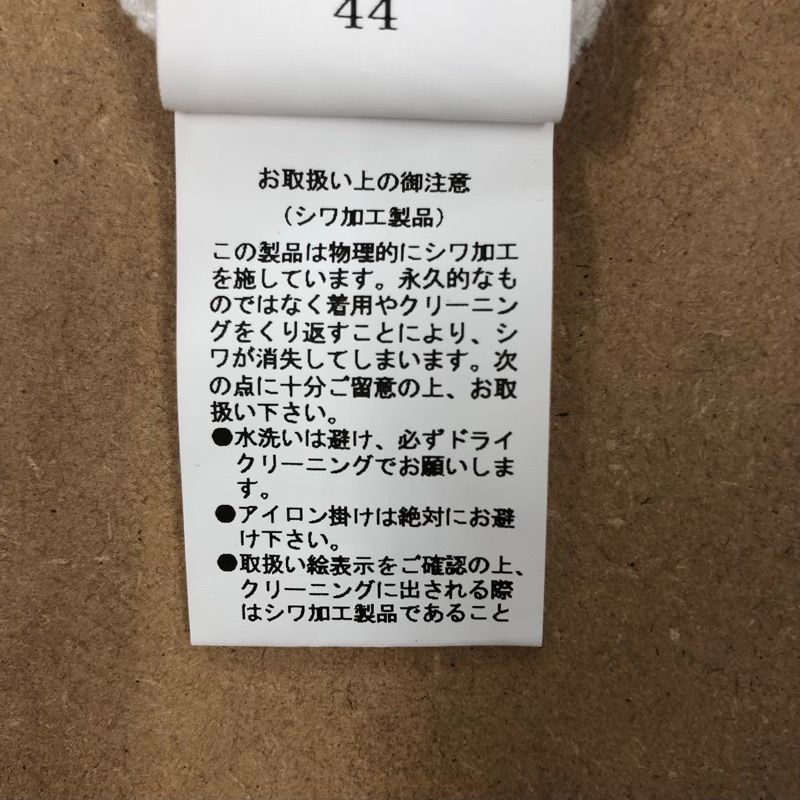 44
お取扱い上の御注意
（シワ加工製品）
この製品は物理的にシワ加工
を施しています。永久的なも
のではなく着用やクリーニン
グをくり返すことにより、シ
ワが消失してしまいます。次
の点に十分ご留意の上、お取
扱い下さい。
●水洗いは避け、必ずドライ
クリーニングでお願いしま
す。
●アイロン掛けは絶対にお避
け下さい。
●取扱い絵表示をご確認の上、
クリーニングに出される際
はシワ加工製品であること